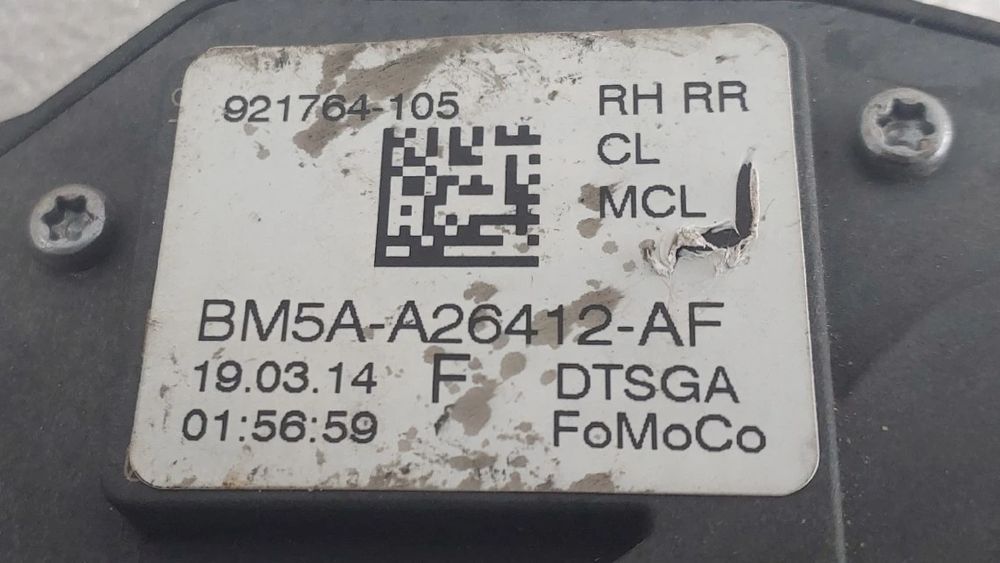 921764-105 RH RR
CL
MCL
BM5A-A26412-AF
19.03.14 F DTSGA
01:56:59 FoMoCo